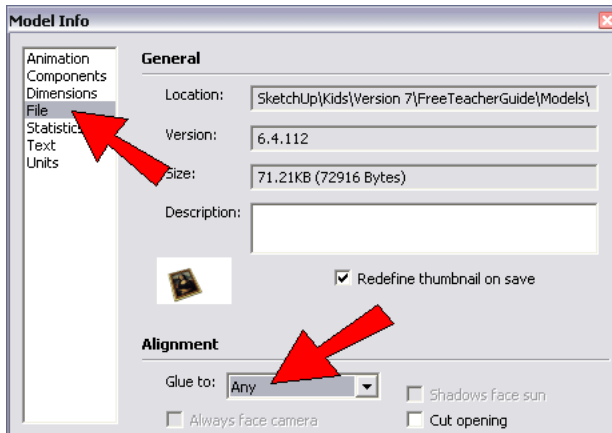 Model Info
Animation
Components
Dimensions
File
Statistics
Text
Units
General
Location: SketchUp\Kids\Version 7\FreeTeacherGuide\Models\
Version: 6.4.112
Size: 71.21KB (72916 Bytes)
Description:
Redefine thumbnail on save
Alignment
Glue to: Any
Shadows face sun
Always face camera
Cut opening